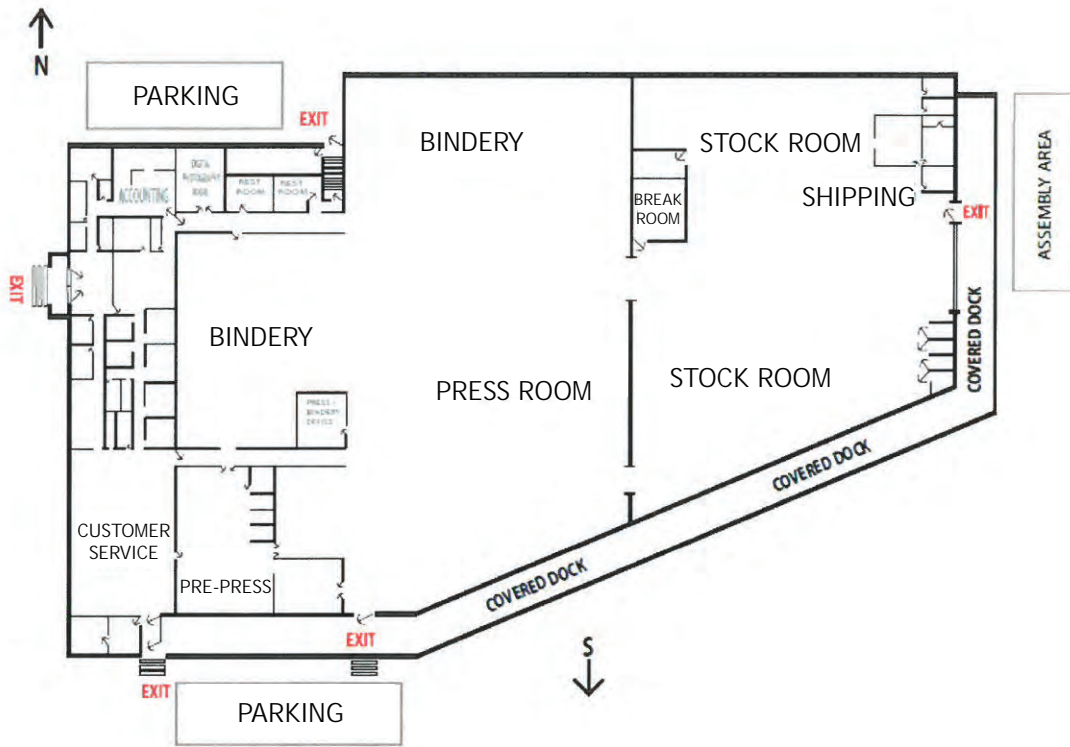 N
PARKING
EXIT
BINDERY
STOCK ROOM
ASSEMBLY AREA
ACCOUNTING
REST
ROOM
REST
ROOM
BREAK
ROOM
SHIPPING
EXIT
EXIT
BINDERY
PRESS ROOM
STOCK ROOM
COVERED DOCK
PRESS -
BINDERY
OFFICE
COVERED DOCK
CUSTOMER
SERVICE
PRE-PRESS
COVERED DOCK
EXIT
S
EXIT
PARKING